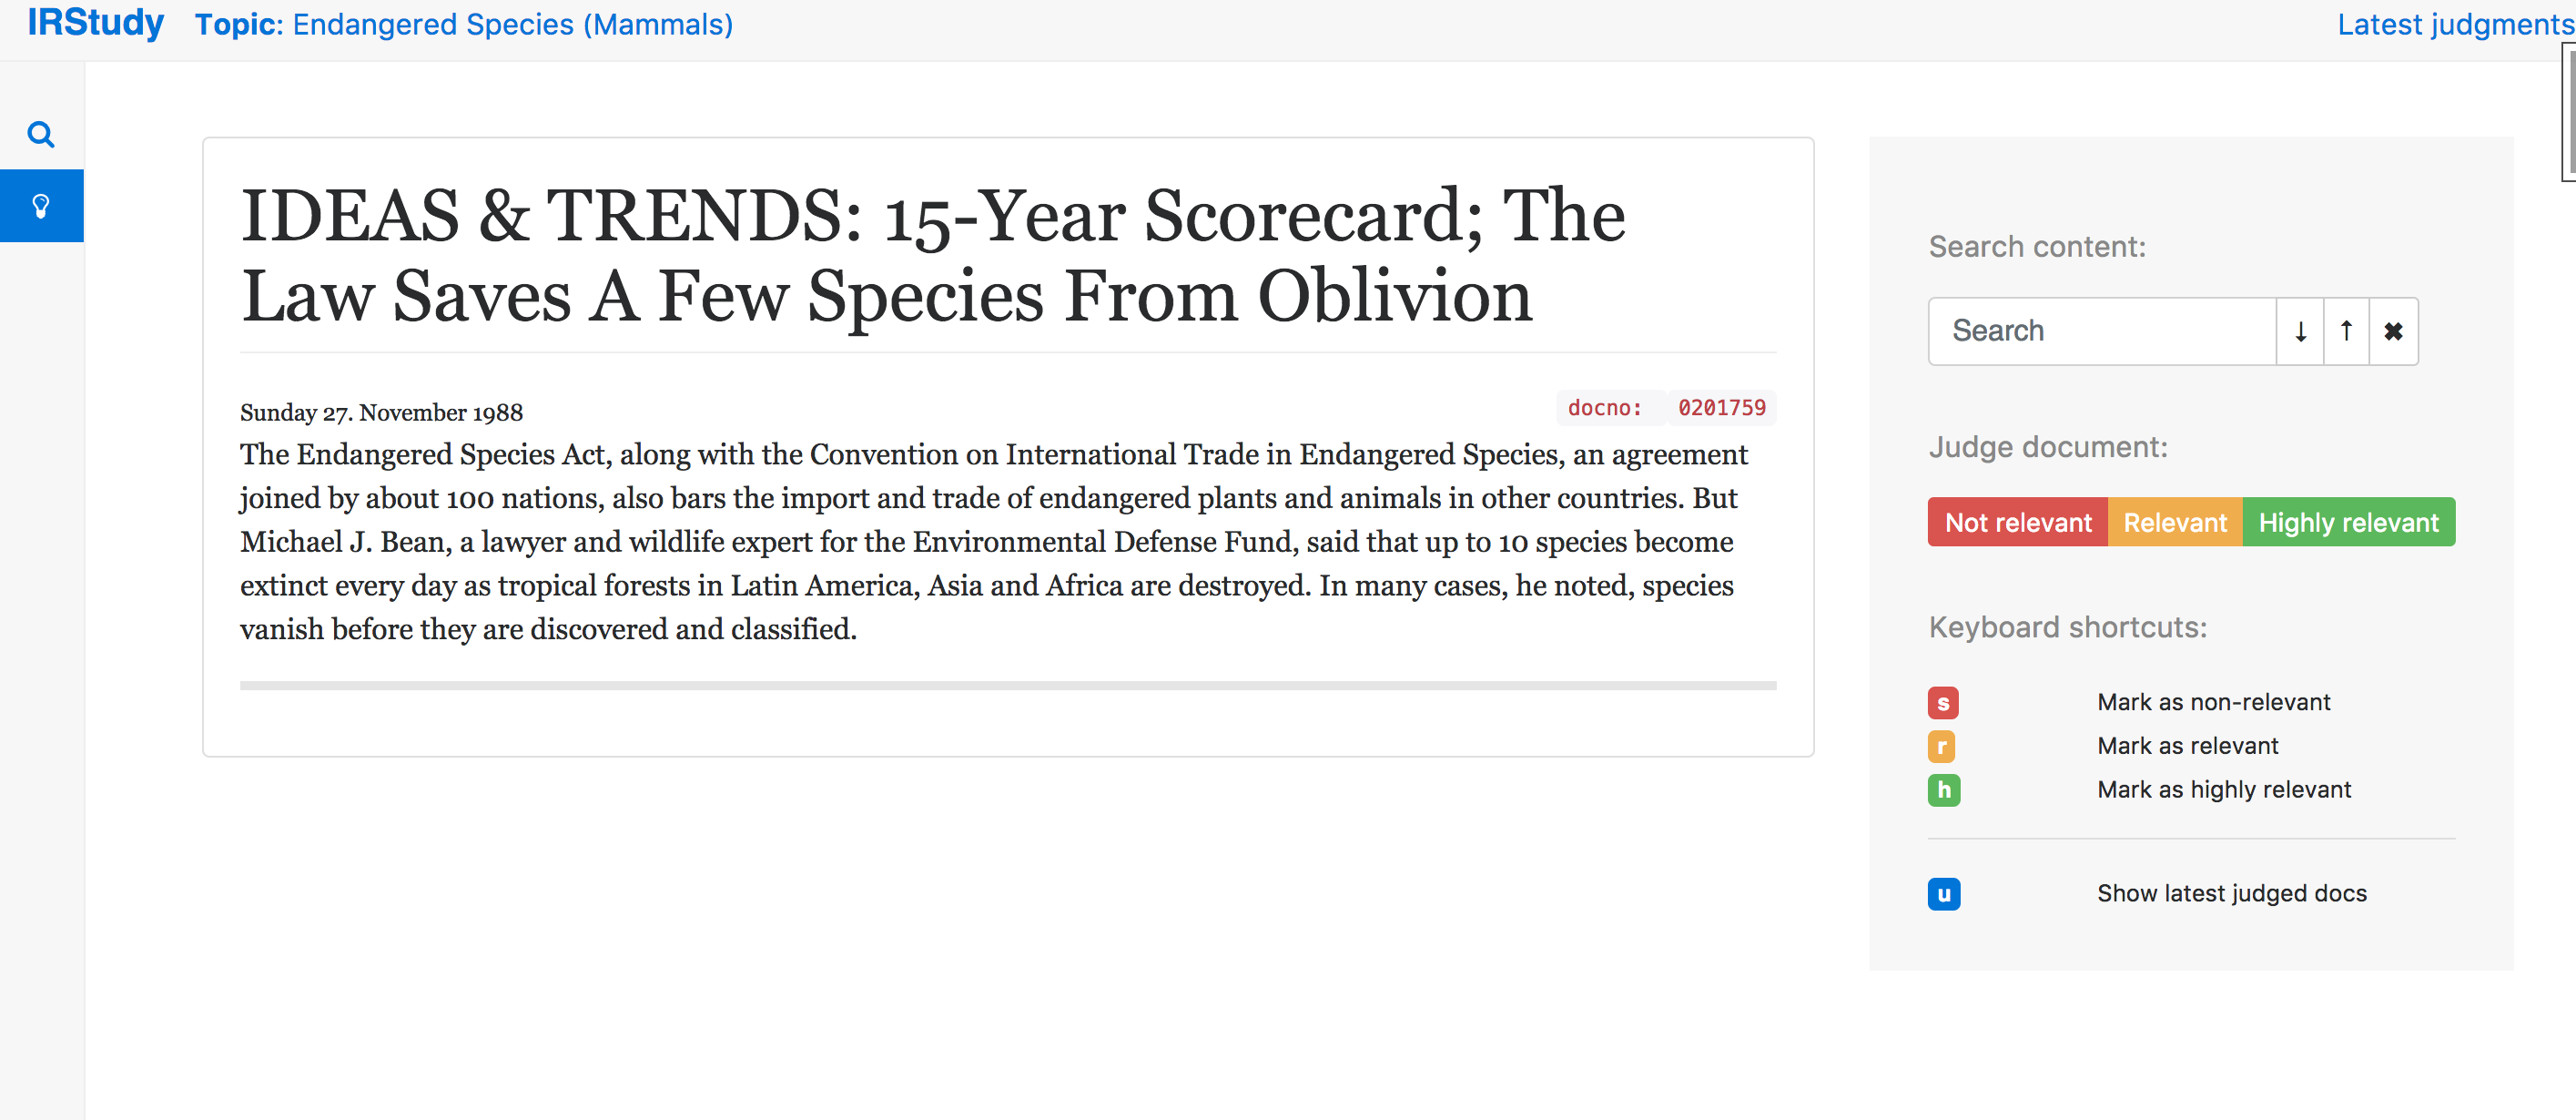 IRStudy Topic: Endangered Species (Mammals) Latest judgments
IDEAS & TRENDS: 15-Year Scorecard; The
Law Saves A Few Species From Oblivion
Sunday 27. November 1988 docno: 0201759
The Endangered Species Act, along with the Convention on International Trade in Endangered Species, an agreement
joined by about 100 nations, also bars the import and trade of endangered plants and animals in other countries. But
Michael J. Bean, a lawyer and wildlife expert for the Environmental Defense Fund, said that up to 10 species become
extinct every day as tropical forests in Latin America, Asia and Africa are destroyed. In many cases, he noted, species
vanish before they are discovered and classified.
Search content:
Search ↓ ↑ ✖
Judge document:
Not relevant Relevant Highly relevant
Keyboard shortcuts:
s Mark as non-relevant
r Mark as relevant
h Mark as highly relevant
u Show latest judged docs